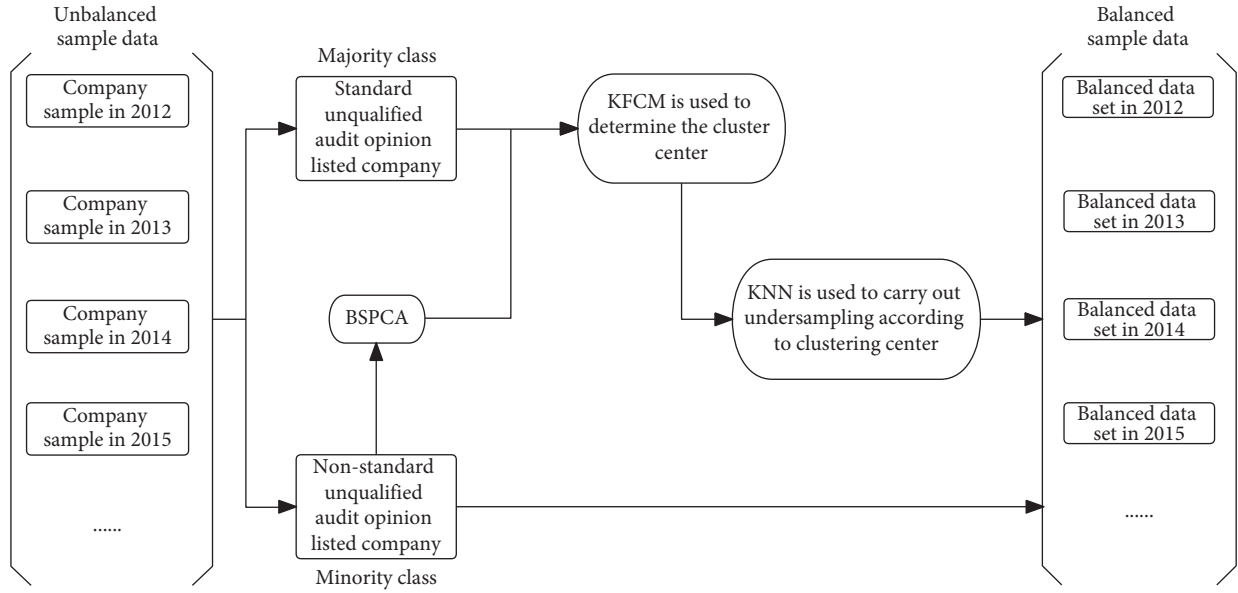 Unbalanced
sample data
Company
sample in 2012
Company
sample in 2013
Company
sample in 2014
Company
sample in 2015
......
Majority class
Standard
unqualified
audit opinion
listed company
BSPCA
Non-standard
unqualified
audit opinion
listed company
Minority class
KFCM is used to
determine the cluster
center
KNN is used to carry out
undersampling according
to clustering center
Balanced
sample data
Balanced data
set in 2012
Balanced data
set in 2013
Balanced data
set in 2014
Balanced data
set in 2015
......